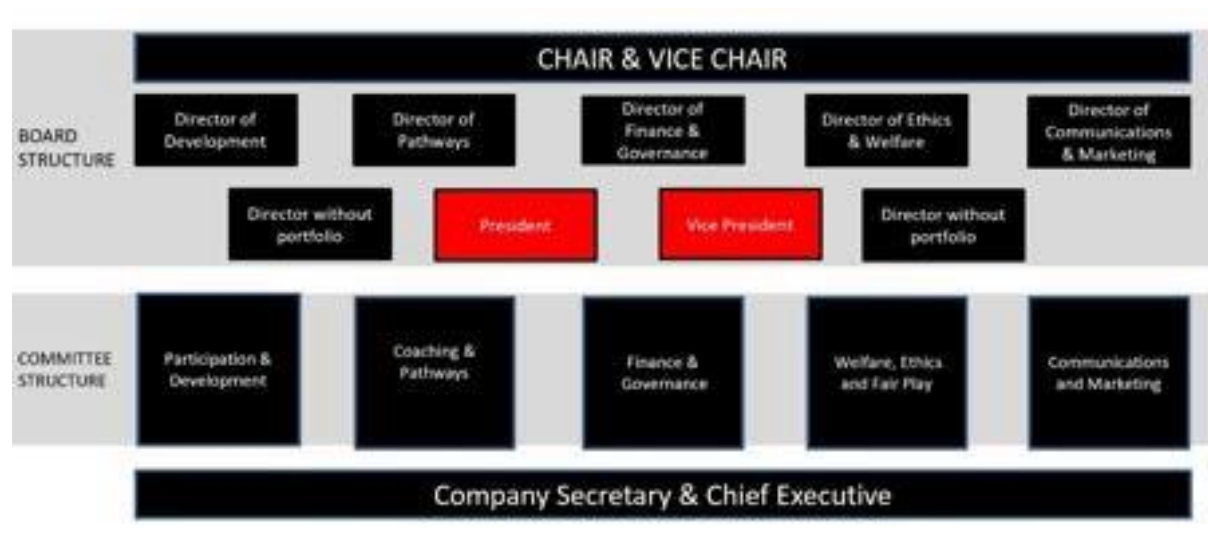 CHAIR & VICE CHAIR
BOARD
STRUCTURE
Director of
Development
Director of
Pathways
Director of
Finance &
Governance
Director of Ethics
& Welfare
Director of
Communications
& Marketing
Director without
portfolio
President
Vice President
Director without
portfolio
COMMITTEE
STRUCTURE
Participation &
Development
Coaching &
Pathways
Finance &
Governance
Welfare, Ethics
and Fair Play
Communications
and Marketing
Company Secretary & Chief Executive